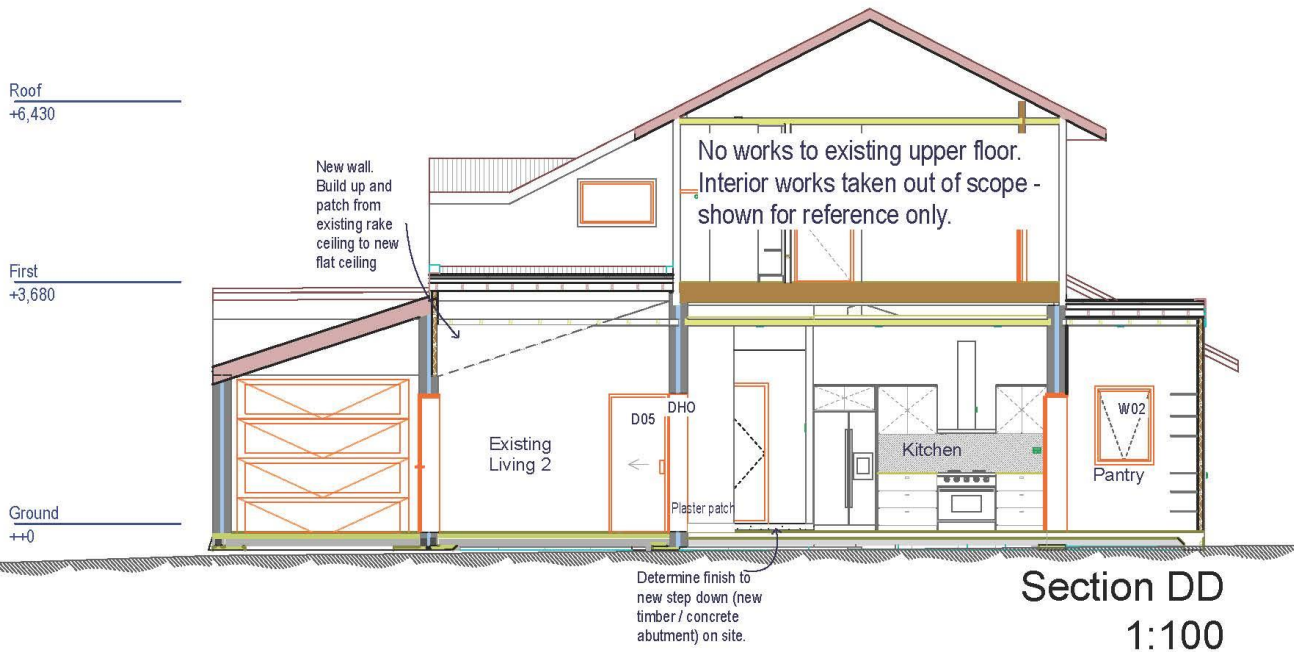 Roof
+6,430
No works to existing upper floor.
Interior works taken out of scope -
shown for reference only.
New wall.
Build up and
patch from
existing rake
ceiling to new
flat ceiling
First
+3,680
D05
DHO
W02
Existing
Living 2
Kitchen
Pantry
Plaster patch
Ground
++0
Determine finish to
new step down (new
timber / concrete
abutment) on site.
Section DD
1:100